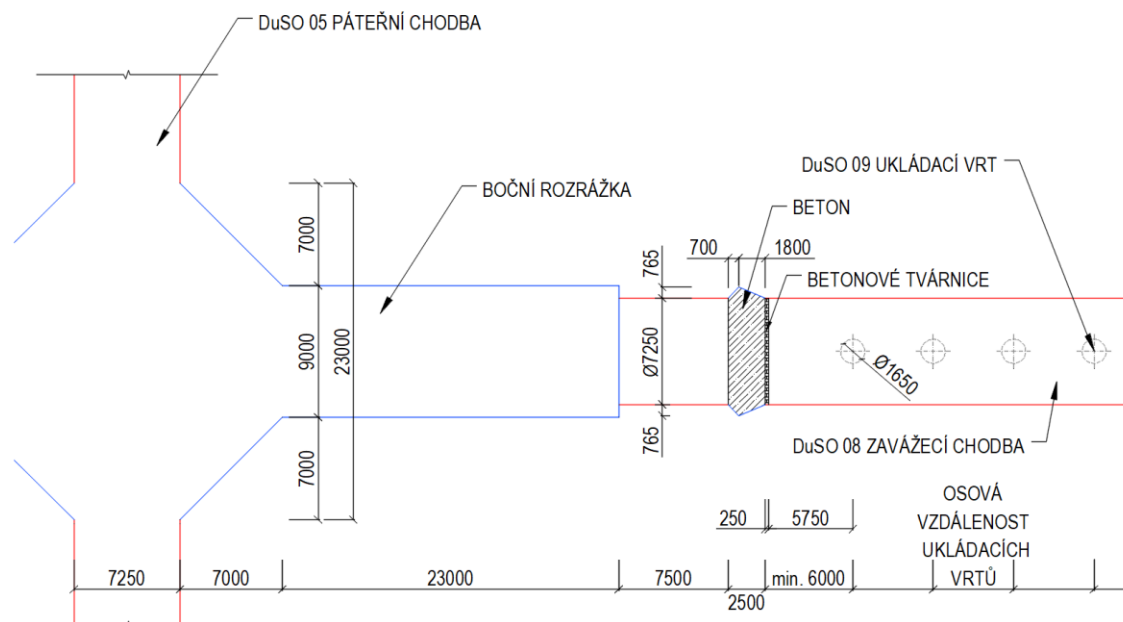 DuSO 05 PÁTEŘNÍ CHODBA
DuSO 09 UKLÁDACÍ VRT
BOČNÍ ROZRÁŽKA
BETON
700
1800
7000
765
BETONOVÉ TVÁRNICE
9000
23000
Ø7250
Ø1650
765
DuSO 08 ZAVÁŽECÍ CHODBA
7000
OSOVÁ
250
5750
VZDÁLENOST
UKLÁDACÍCH
7250
7000
23000
7500
min. 6000
VRTŮ
2500